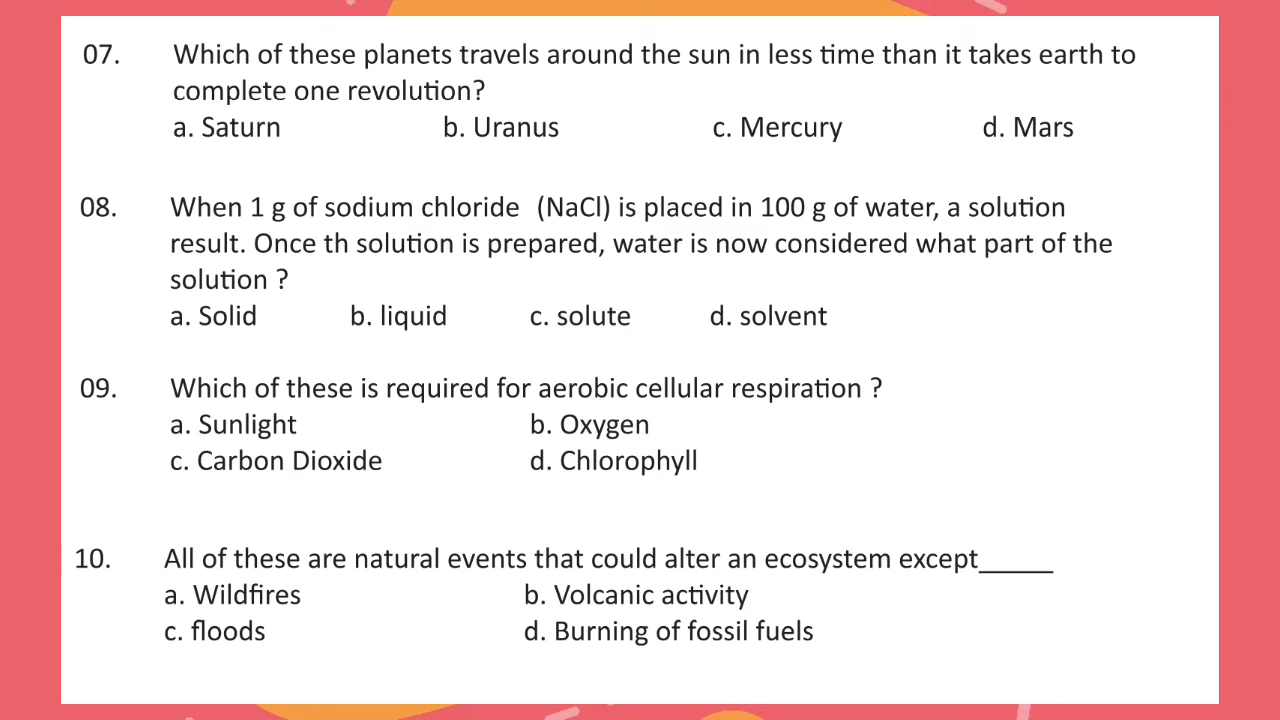 07. Which of these planets travels around the sun in less time than it takes earth to
complete one revolution?
a. Saturn b. Uranus c. Mercury d. Mars
08. When 1 g of sodium chloride (NaCl) is placed in 100 g of water, a solution
result. Once th solution is prepared, water is now considered what part of the
solution ?
a. Solid b. liquid c. solute d. solvent
09. Which of these is required for aerobic cellular respiration ?
a. Sunlight b. Oxygen
c. Carbon Dioxide d. Chlorophyll
10. All of these are natural events that could alter an ecosystem except_____
a. Wildfires b. Volcanic activity
c. floods d. Burning of fossil fuels